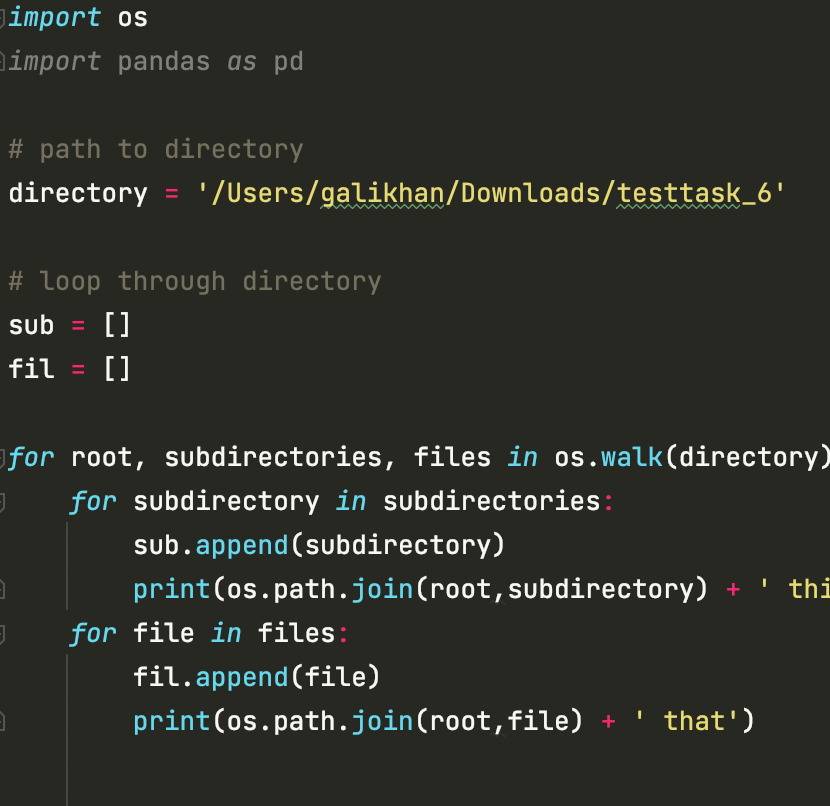 import os
import pandas as pd
# path to directory
directory = '/Users/galikhan/Downloads/testtask_6'
# loop through directory
sub = []
fil = []
for root, subdirectories, files in os.walk(directory)
for subdirectory in subdirectories:
sub.append(subdirectory)
print(os.path.join(root,subdirectory) + ' thi
for file in files:
fil.append(file)
print(os.path.join(root,file) + ' that')